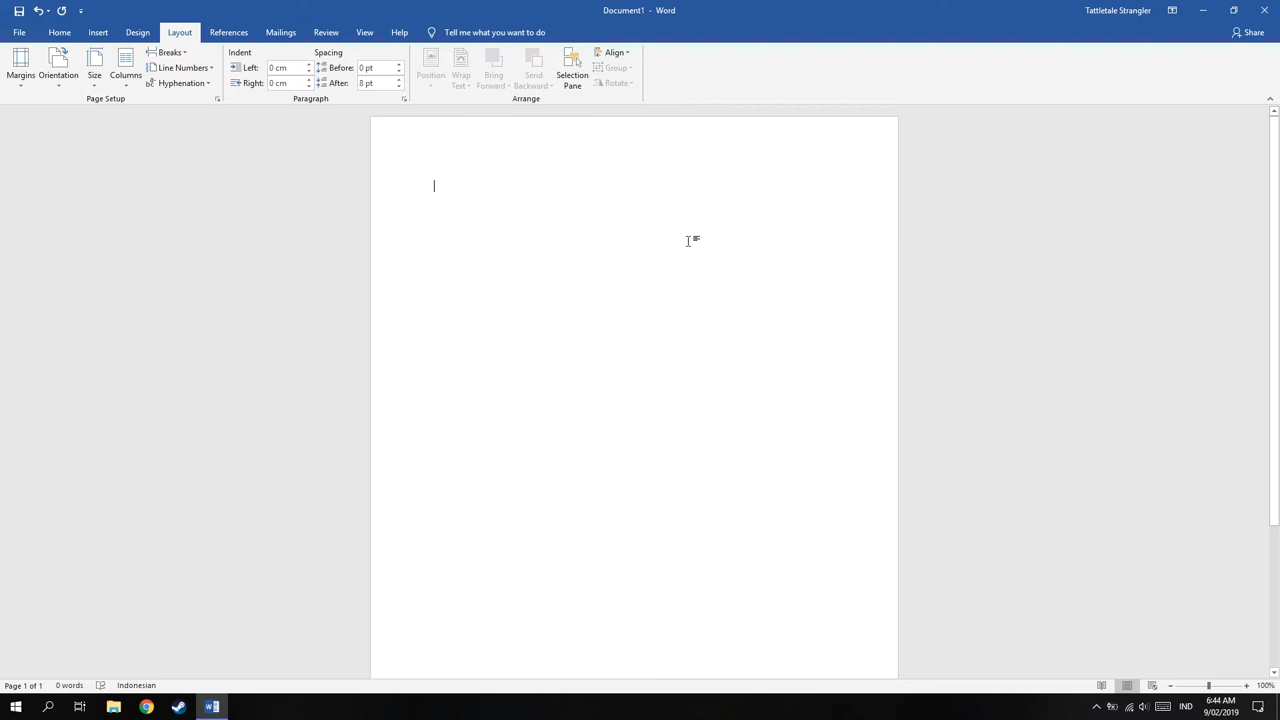 Document1 - Word
Tattletale Strangler
File Home Insert Design Layout References Mailings Review View Help Tell me what you want to do Share
Margins
Orientation
Size
Columns
Breaks
Line Numbers
Hyphenation
Page Setup
Indent
Left: 0 cm
Right: 0 cm
Spacing
Before: 0 pt
After: 8 pt
Paragraph
Position
Wrap
Text
Bring
Forward
Send
Backward
Selection
Pane
Align
Group
Rotate
Arrange
Page 1 of 1 0 words Indonesian 100%
IND
6:44 AM
9/02/2019